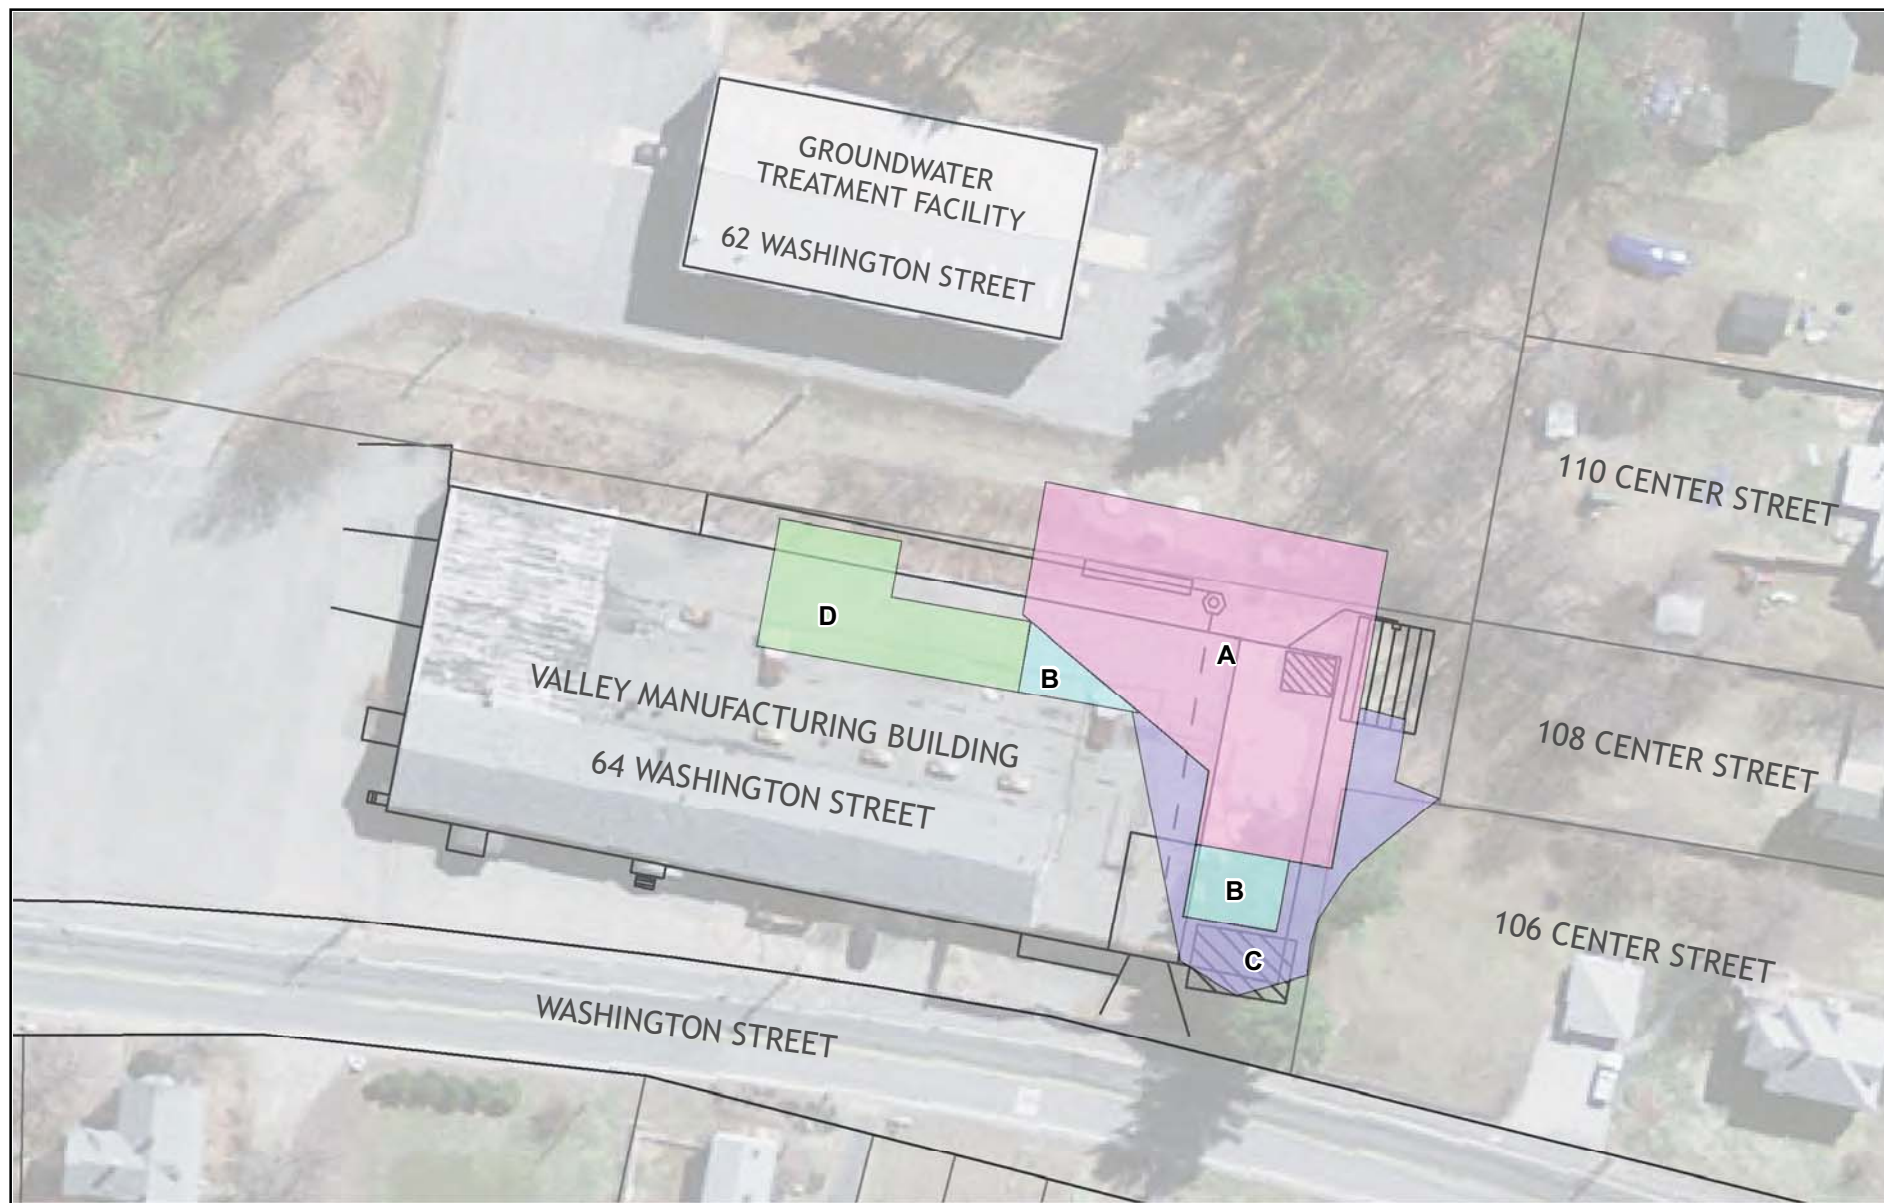 GROUNDWATER
TREATMENT FACILITY
62 WASHINGTON STREET
110 CENTER STREET
D
A
B
VALLEY MANUFACTURING BUILDING
64 WASHINGTON STREET
108 CENTER STREET
B
106 CENTER STREET
C
WASHINGTON STREET